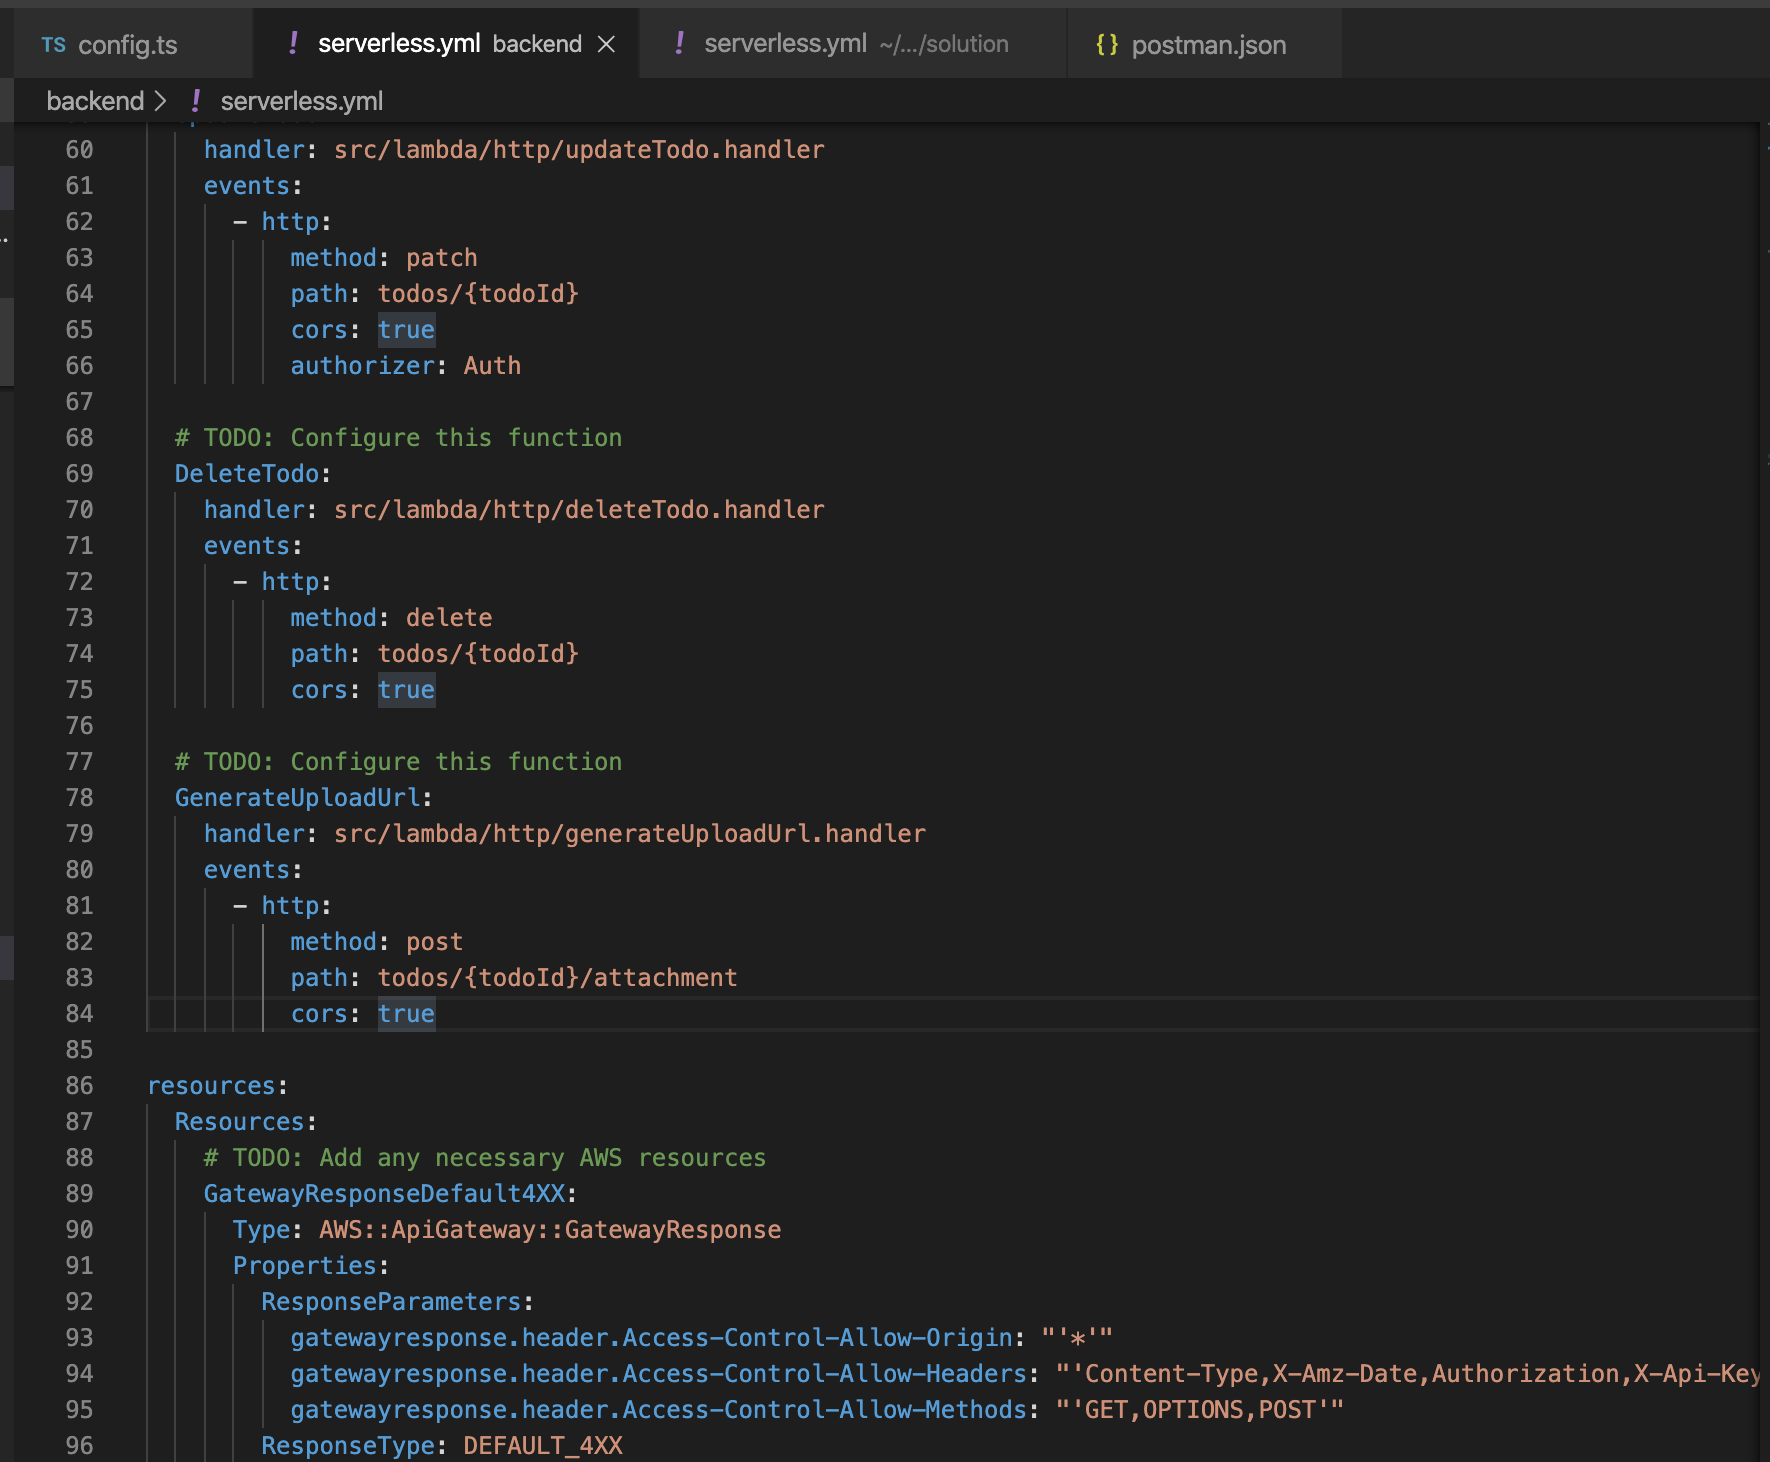 TS config.ts
! serverless.yml backend ×
! serverless.yml ~/.../solution
{} postman.json
backend > ! serverless.yml
60 handler: src/lambda/http/updateTodo.handler
61 events:
62 - http:
63 method: patch
64 path: todos/{todoId}
65 cors: true
66 authorizer: Auth
67
68 # TODO: Configure this function
69 DeleteTodo:
70 handler: src/lambda/http/deleteTodo.handler
71 events:
72 - http:
73 method: delete
74 path: todos/{todoId}
75 cors: true
76
77 # TODO: Configure this function
78 GenerateUploadUrl:
79 handler: src/lambda/http/generateUploadUrl.handler
80 events:
81 - http:
82 method: post
83 path: todos/{todoId}/attachment
84 cors: true
85
86 resources:
87 Resources:
88 # TODO: Add any necessary AWS resources
89 GatewayResponseDefault4XX:
90 Type: AWS::ApiGateway::GatewayResponse
91 Properties:
92 ResponseParameters:
93 gatewayresponse.header.Access-Control-Allow-Origin: "'*'"
94 gatewayresponse.header.Access-Control-Allow-Headers: "'Content-Type,X-Amz-Date,Authorization,X-Api-Key
95 gatewayresponse.header.Access-Control-Allow-Methods: "'GET,OPTIONS,POST'"
96 ResponseType: DEFAULT_4XX